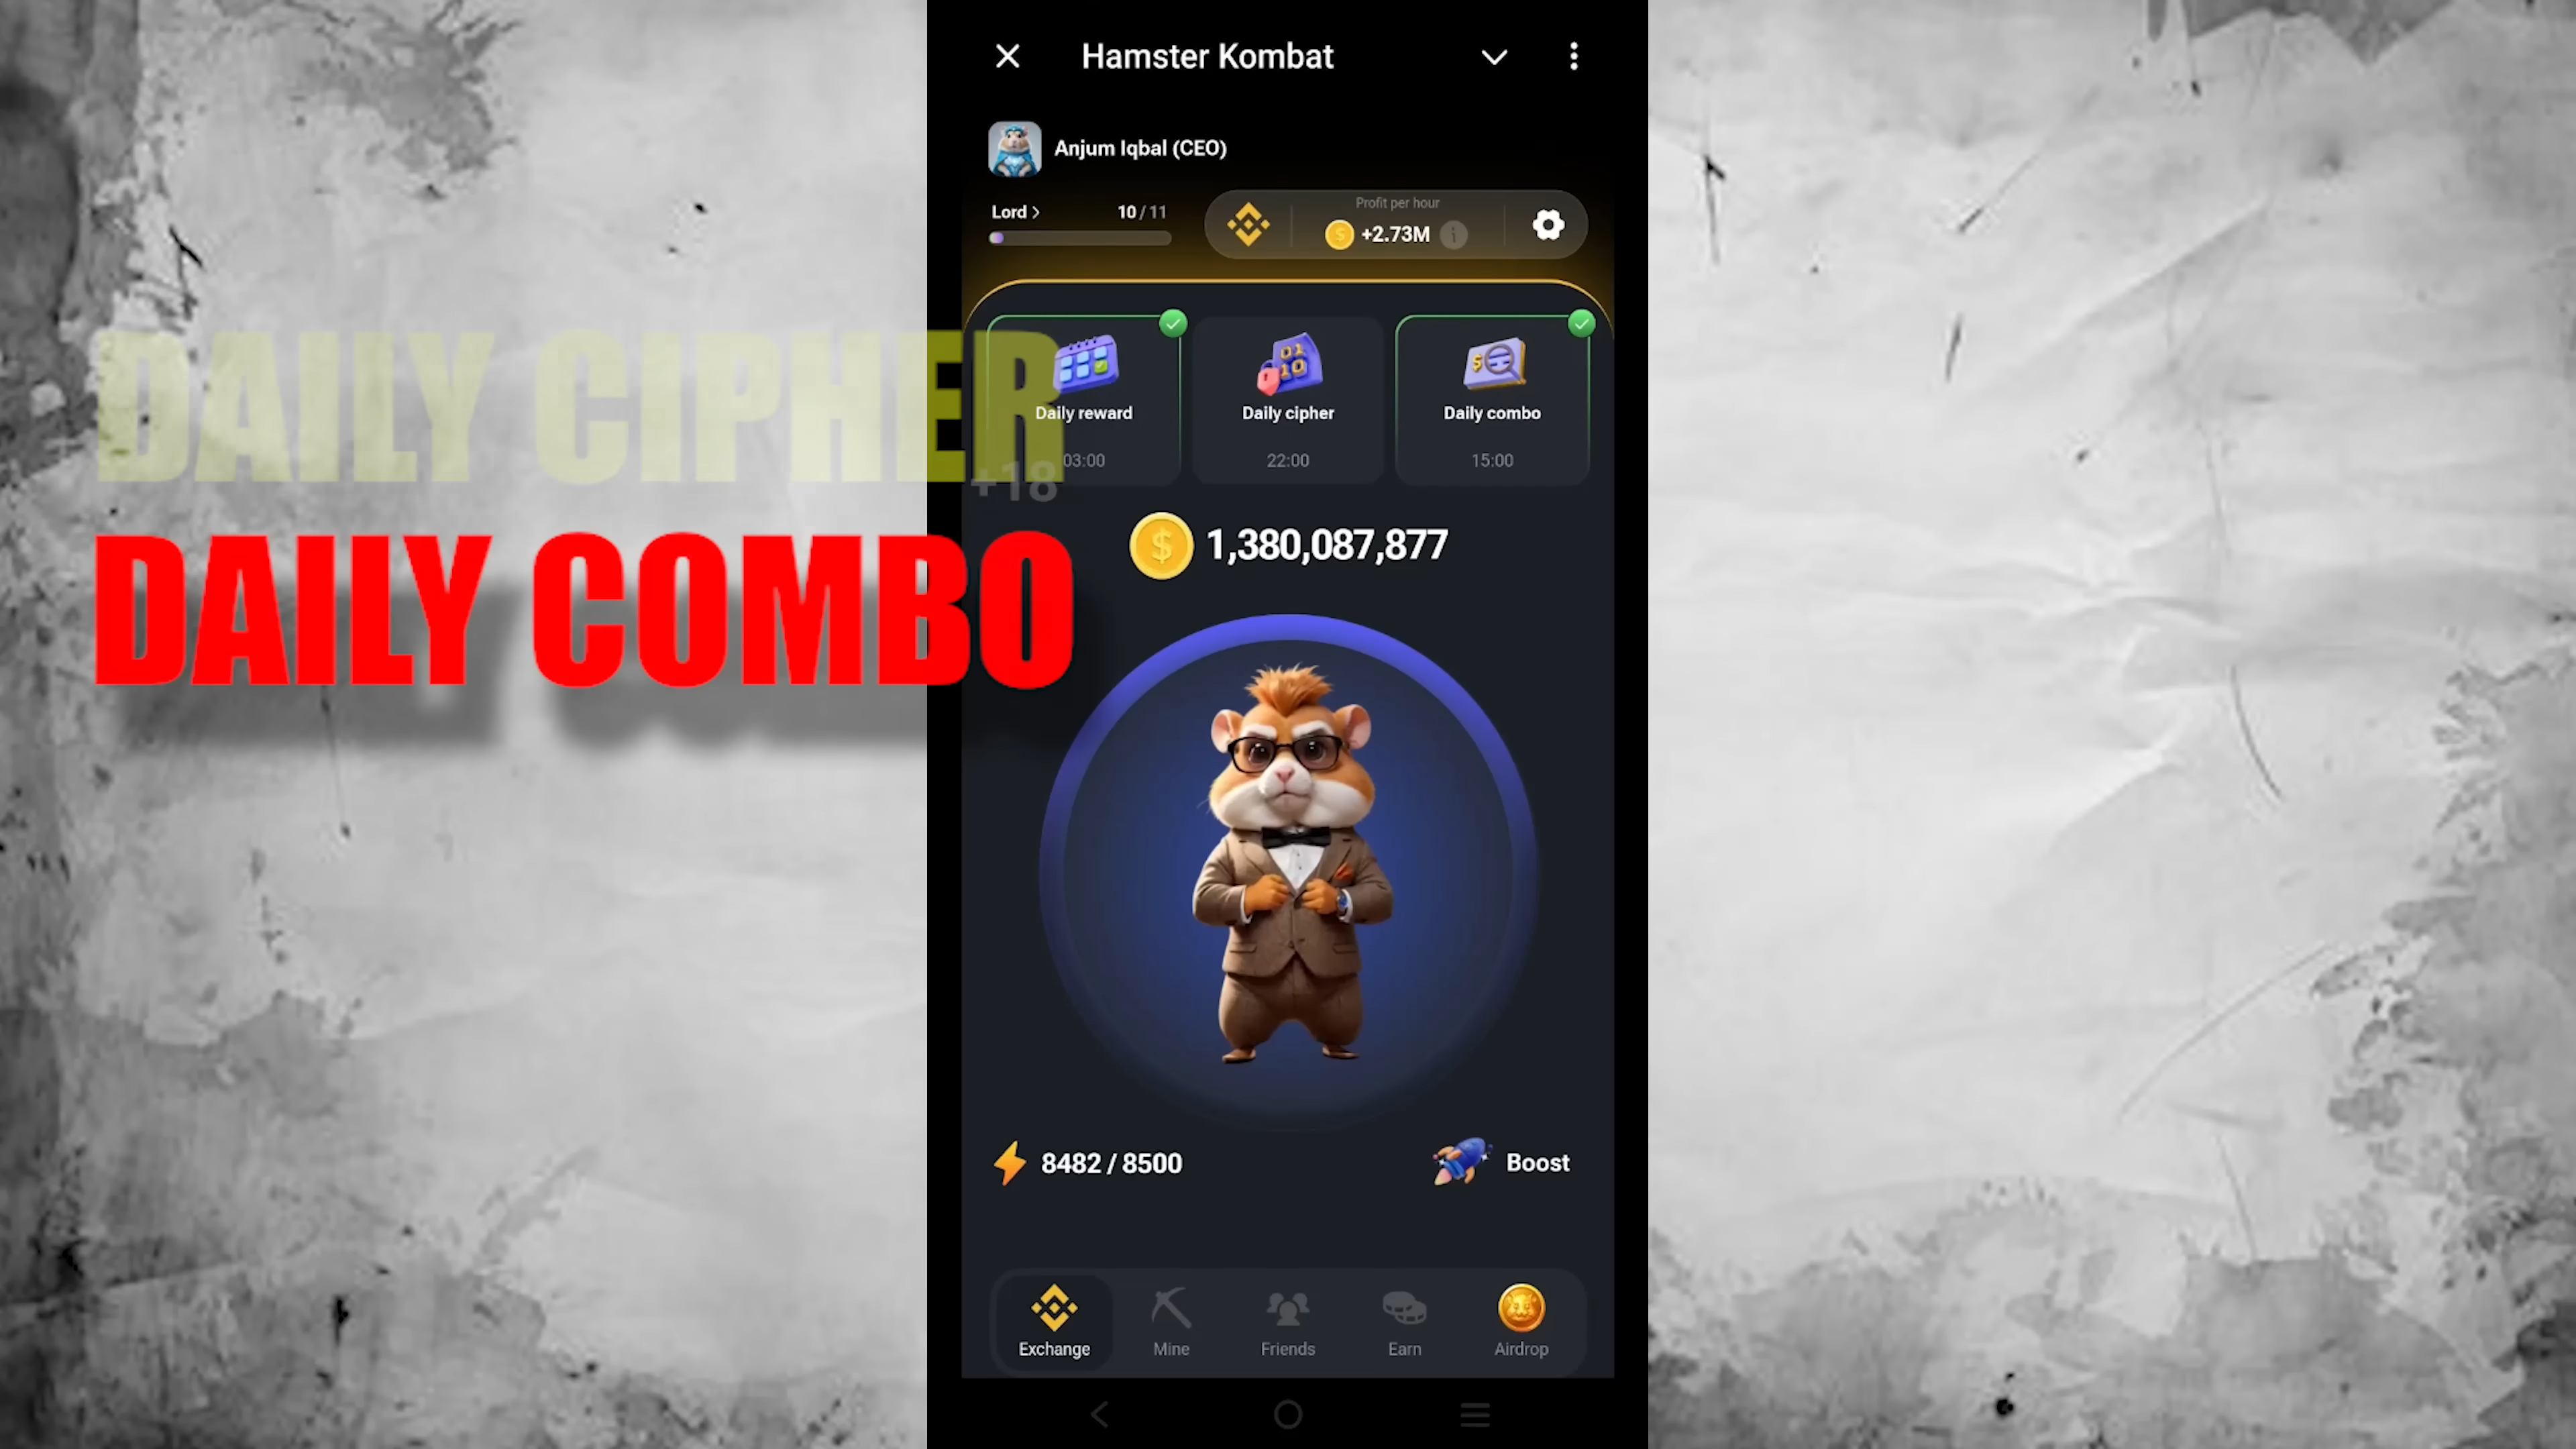 Hamster Kombat
Anjum Iqbal (CEO)
Lord >
10 / 11
Profit per hour
$ +2.73M i
DAILY CIPHER
DAILY COMBO
Daily reward
03:00
Daily cipher
22:00
Daily combo
15:00
+18
$ 1,380,087,877
8482 / 8500
Boost
Exchange
Mine
Friends
Earn
Airdrop